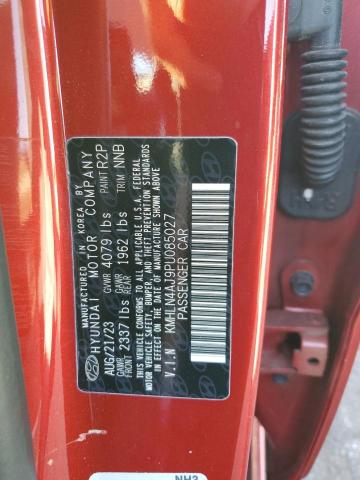 MANUFACTURED IN KOREA BY
HYUNDAI MOTOR COMPANY
AUG/21/23 GVWR 4079 lbs PAINT R2P
GAWR FRONT 2337 lbs GAWR REAR 1962 lbs TRIM NNB
THIS VEHICLE CONFORMS TO ALL APPLICABLE U.S. FEDERAL
MOTOR VEHICLE SAFETY, BUMPER, AND THEFT PREVENTION STANDARDS
IN EFFECT ON THE DATE OF MANUFACTURE SHOWN ABOVE.
V.I.N KMHLN4AJ9PU085027
PASSENGER CAR
NH3